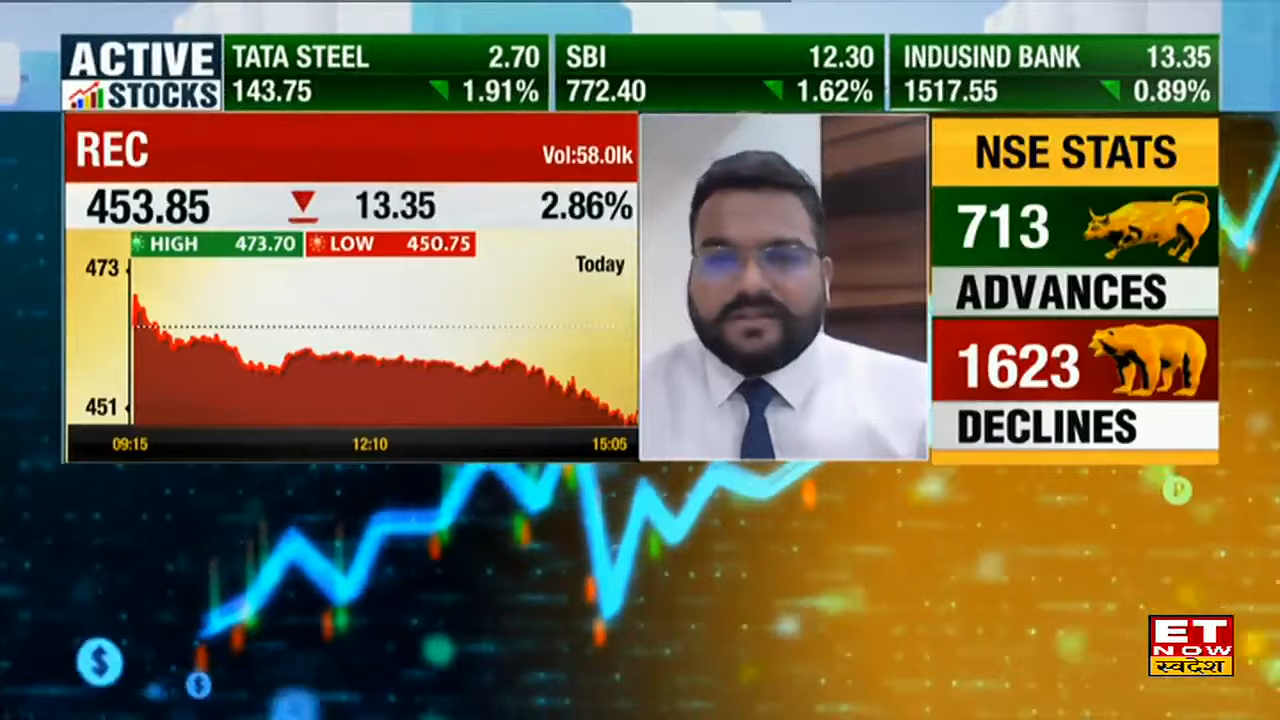 ACTIVE
STOCKS
TATA STEEL 2.70
143.75 1.91%
SBI 12.30
772.40 1.62%
INDUSIND BANK 13.35
1517.55 0.89%
REC Vol:58.0lk
453.85 13.35 2.86%
HIGH 473.70 LOW 450.75
Today
473
451
09:15 12:10 15:05
NSE STATS
713
ADVANCES
1623
DECLINES
$
$
P
ET
NOW
स्वदेश